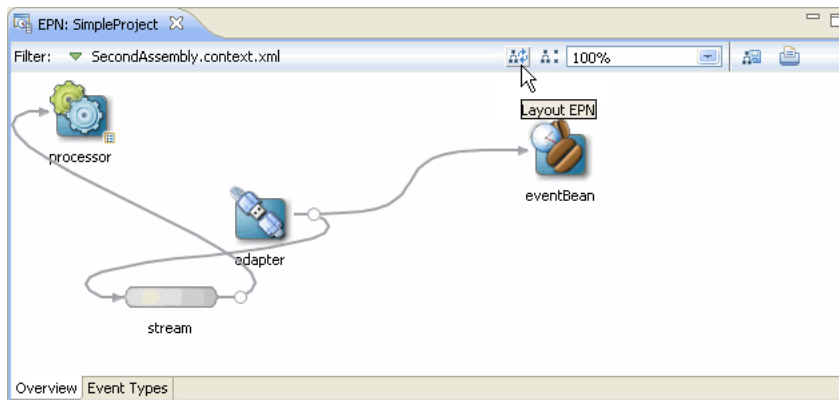 EPN: SimpleProject
Filter: SecondAssembly.context.xml 100%
Layout EPN
processor
eventBean
adapter
stream
Overview Event Types